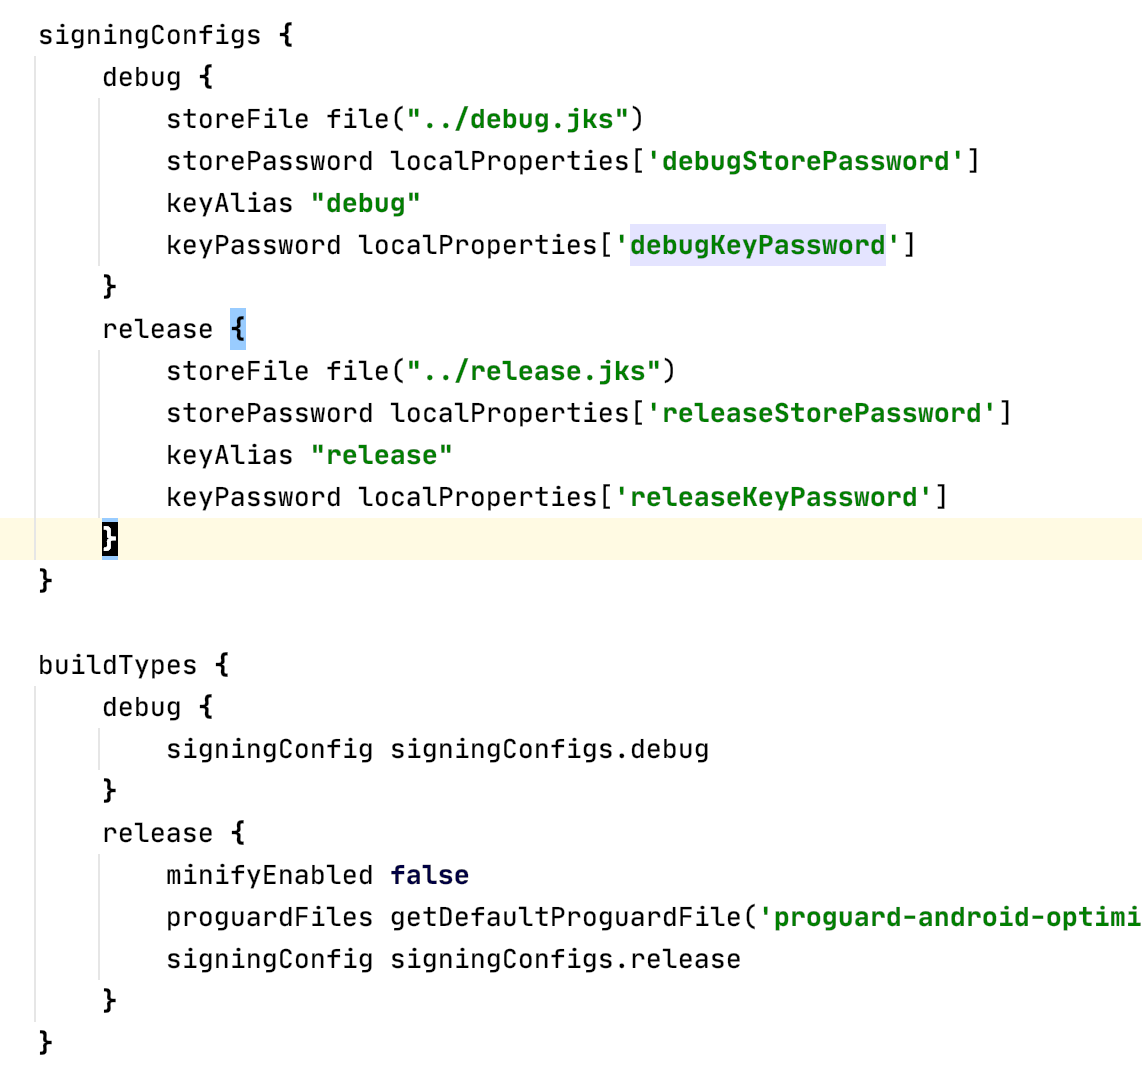 signingConfigs {
debug {
storeFile file("../debug.jks")
storePassword localProperties['debugStorePassword']
keyAlias "debug"
keyPassword localProperties['debugKeyPassword']
}
release {
storeFile file("../release.jks")
storePassword localProperties['releaseStorePassword']
keyAlias "release"
keyPassword localProperties['releaseKeyPassword']
}
}
buildTypes {
debug {
signingConfig signingConfigs.debug
}
release {
minifyEnabled false
proguardFiles getDefaultProguardFile('proguard-android-optimi
signingConfig signingConfigs.release
}
}